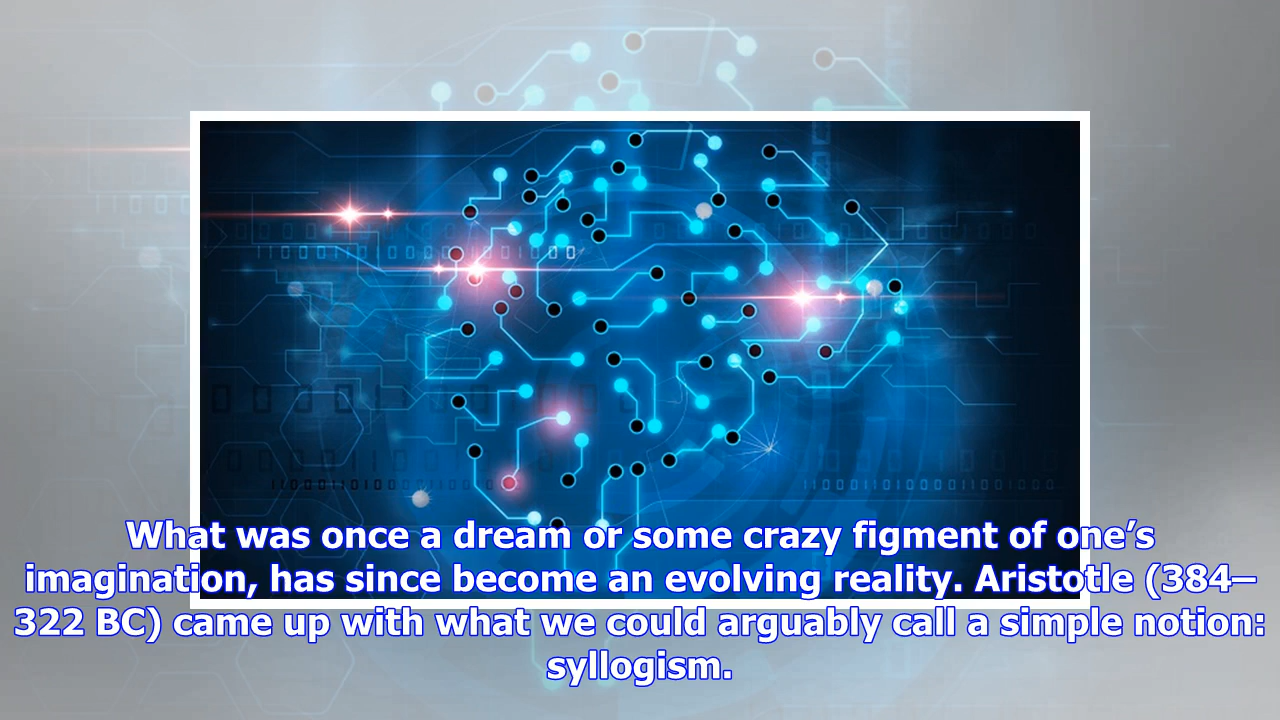 What was once a dream or some crazy figment of one’s
imagination, has since become an evolving reality. Aristotle (384–
322 BC) came up with what we could arguably call a simple notion:
syllogism.